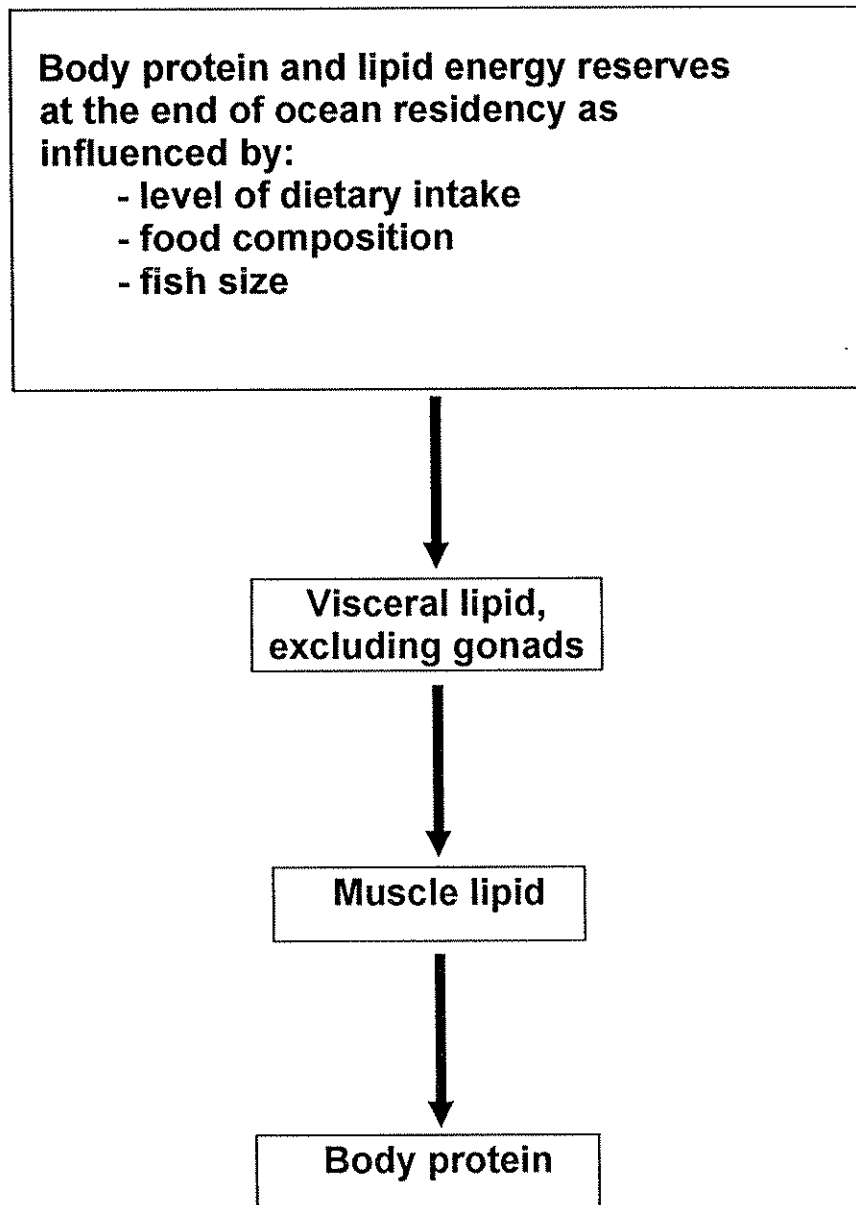 Body protein and lipid energy reserves
at the end of ocean residency as
influenced by:
- level of dietary intake
- food composition
- fish size
Visceral lipid,
excluding gonads
Muscle lipid
Body protein